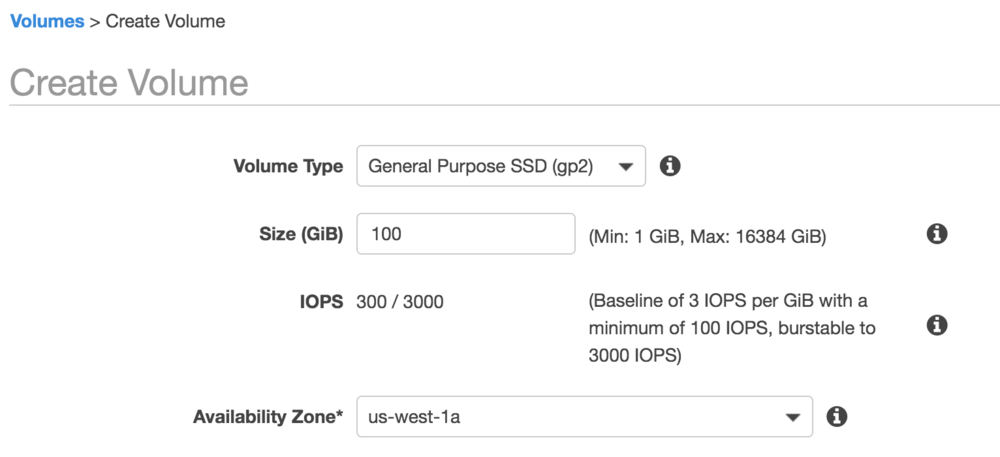 Volumes > Create Volume
Create Volume
Volume Type General Purpose SSD (gp2)
Size (GiB) 100 (Min: 1 GiB, Max: 16384 GiB)
IOPS 300 / 3000 (Baseline of 3 IOPS per GiB with a
minimum of 100 IOPS, burstable to
3000 IOPS)
Availability Zone* us-west-1a